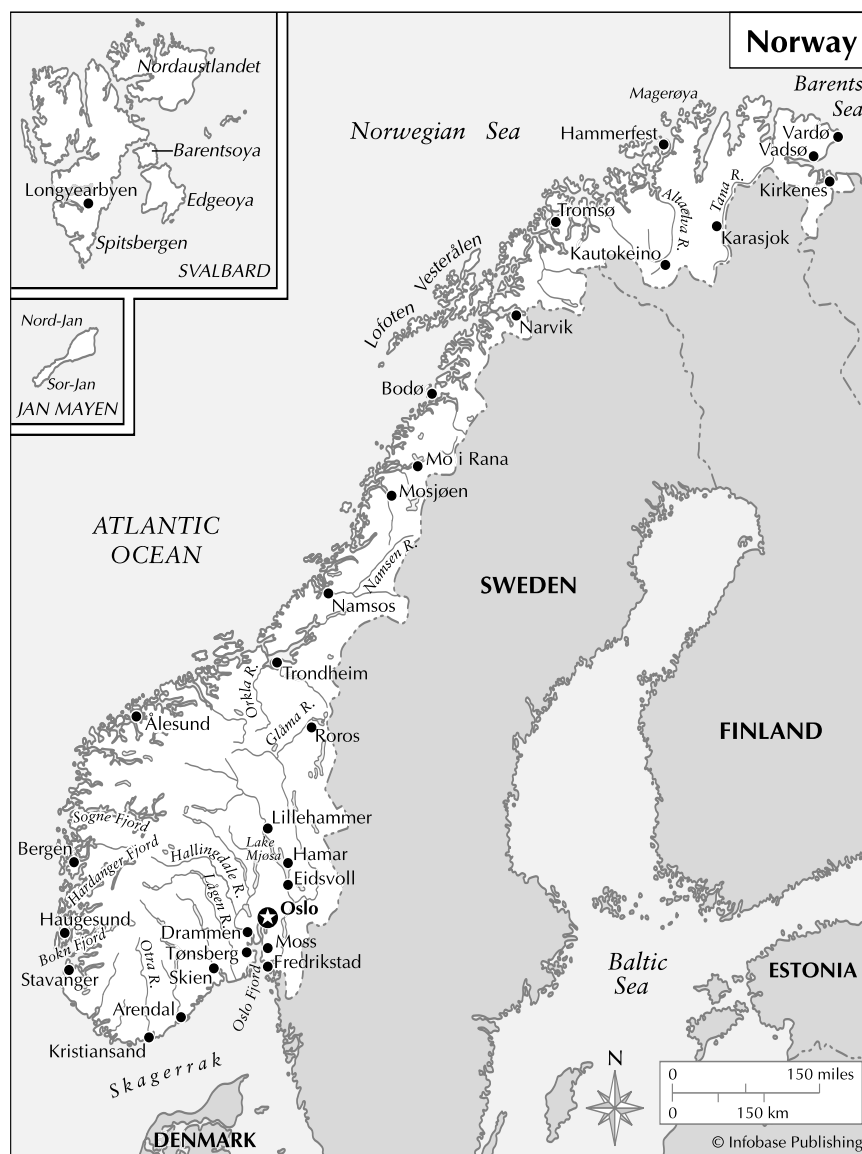 Norway
Nordaustlandet
Barentsoya
Longyearbyen
Edgeoya
Spitsbergen
SVALBARD
Nord-Jan
Sor-Jan
JAN MAYEN
Norwegian Sea
Barents
Sea
Magerøya
Hammerfest
Vardø
Vadsø
Kirkenes
Tana R.
Altaelva R.
Tromsø
Karasjok
Kautokeino
Vesterålen
Lofoten
Narvik
Bodø
Mo i Rana
Mosjøen
ATLANTIC
OCEAN
Namsen R.
Namsos
SWEDEN
Trondheim
Orkla R.
Glåma R.
Ålesund
Roros
FINLAND
Lillehammer
Sogne Fjord
Lake
Mjøsa
Bergen
Hardanger Fjord
Hallingdale R.
Hamar
Eidsvoll
Lågen R.
Oslo
Haugesund
Drammen
Bokn Fjord
Otra R.
Tønsberg
Moss
Stavanger
Skien
Fredrikstad
Oslo Fjord
Baltic
Sea
ESTONIA
Arendal
Kristiansand
Skagerrak
N
0 150 miles
0 150 km
DENMARK
© Infobase Publishing